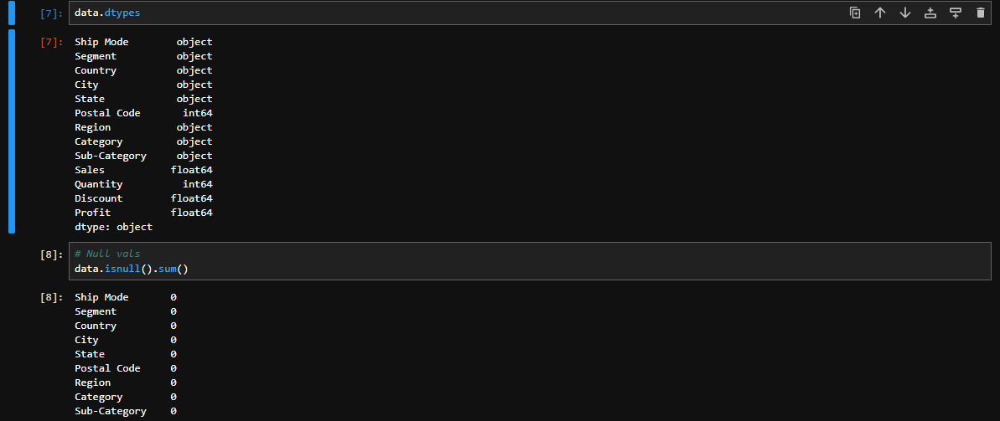 [7]: data.dtypes
[7]: Ship Mode object
Segment object
Country object
City object
State object
Postal Code int64
Region object
Category object
Sub-Category object
Sales float64
Quantity int64
Discount float64
Profit float64
dtype: object
[8]: # Null vals
data.isnull().sum()
[8]: Ship Mode 0
Segment 0
Country 0
City 0
State 0
Postal Code 0
Region 0
Category 0
Sub-Category 0